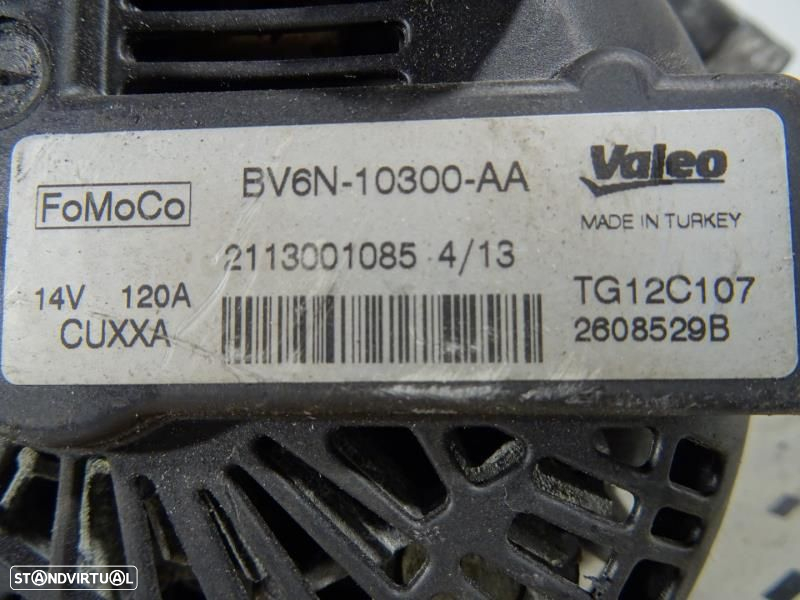 FoMoCo
BV6N-10300-AA
Valeo
MADE IN TURKEY
2113001085 4/13
14V 120A
CUXXA
TG12C107
2608529B
STANDVIRTUAL